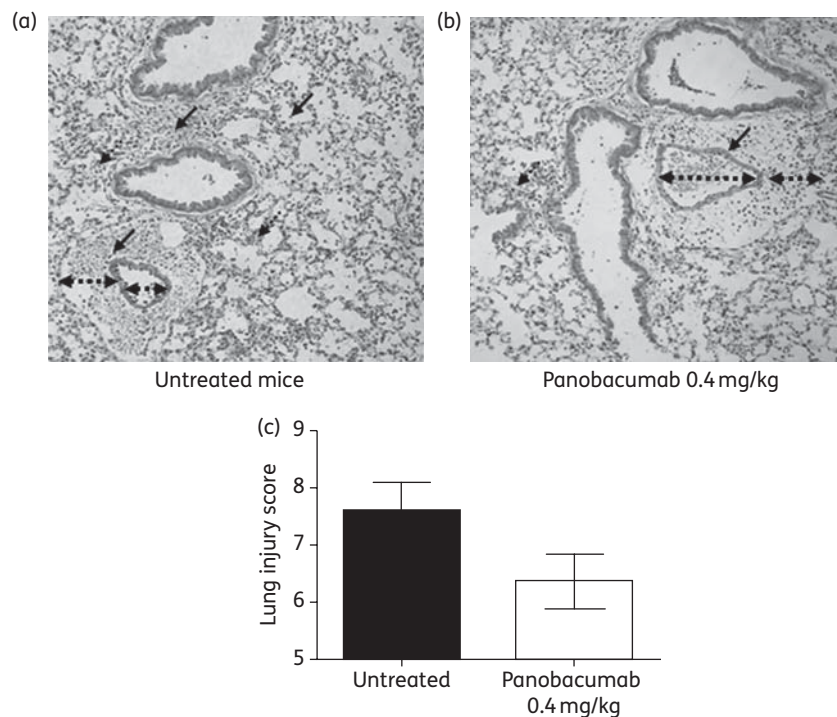 (a)
(b)
Untreated mice
Panobacumab 0.4 mg/kg
(c)
9
8
7
6
5
Lung injury score
Untreated
Panobacumab
0.4 mg/kg